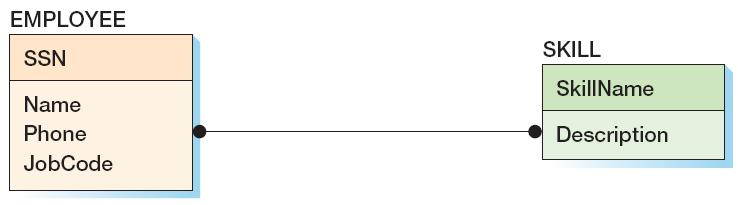 EMPLOYEE
SSN
Name
Phone
JobCode
SKILL
SkillName
Description